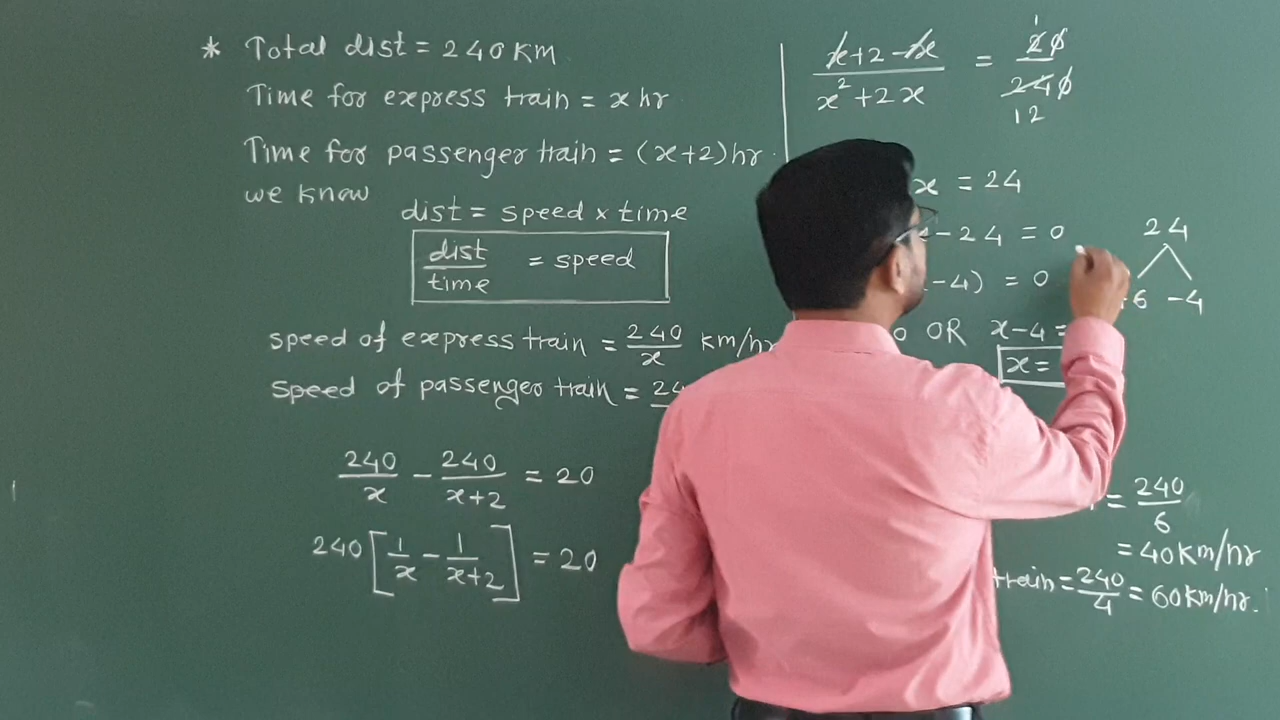 * Total dist = 240 KM
Time for express train = x hr
Time for passenger train = (x+2) hr.
we know
dist = speed × time
dist/time = speed
speed of express train = 240/x km/hr
speed of passenger train = 24
240/x - 240/x+2 = 20
240 [1/x - 1/x+2] = 20
x+2-x / x²+2x = 20/240
1
12
x = 24
- 24 = 0
-4) = 0
24
6 -4
0 OR x-4 =
x =
= 240/6
= 40 km/hr
train = 240/4 = 60 km/hr.